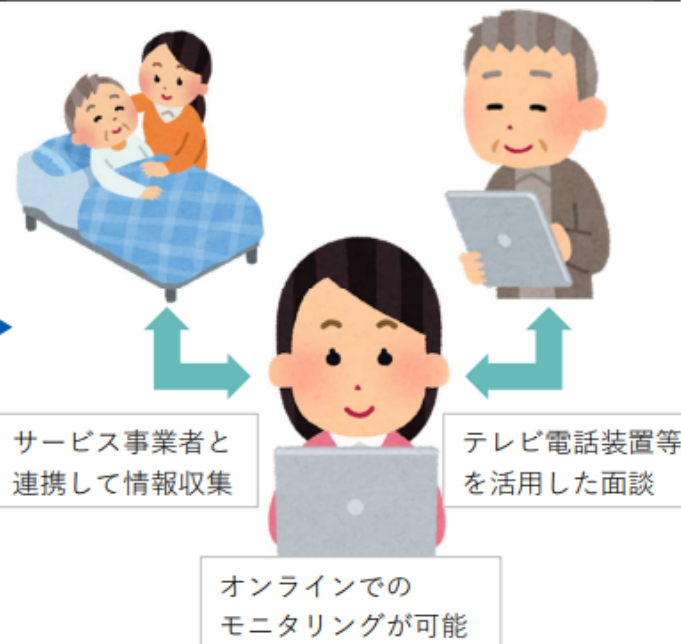 サービス事業者と
連携して情報収集
テレビ電話装置等
を活用した面談
オンラインでの
モニタリングが可能